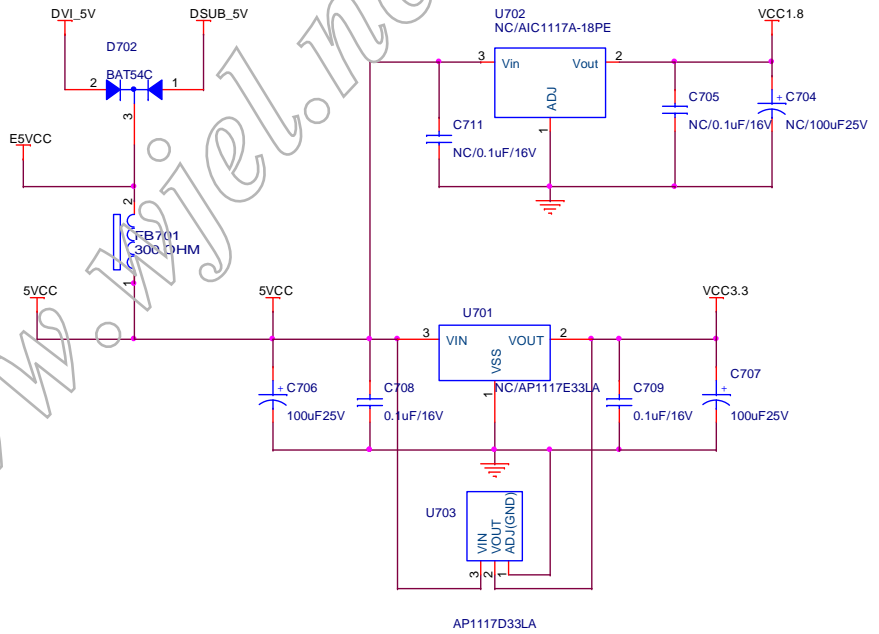 DVI_5V
DSUB_5V
D702
BAT54C
2
1
3
E5VCC
2
FB701
300 OHM
1
5VCC
5VCC
U702
NC/AIC1117A-18PE
3
Vin
Vout
2
ADJ
1
VCC1.8
C711
NC/0.1uF/16V
C705
NC/0.1uF/16V
+
C704
NC/100uF25V
U701
3
VIN
VOUT
2
VSS
1
NC/AP1117E33LA
VCC3.3
+
C706
100uF25V
C708
0.1uF/16V
C709
0.1uF/16V
+
C707
100uF25V
U703
VIN
VOUT
ADJ(GND)
3
2
1
AP1117D33LA